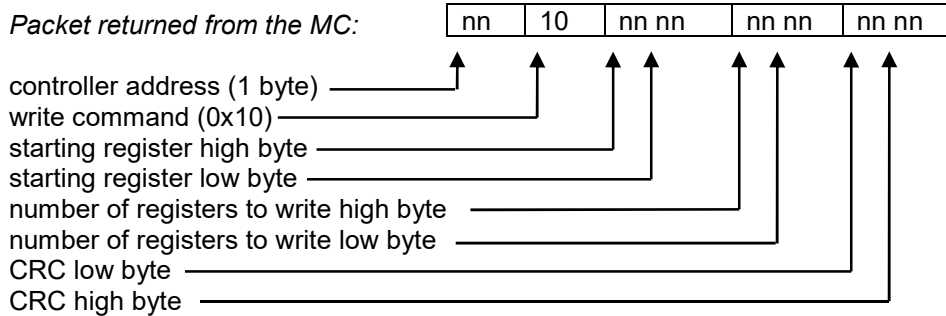 Packet returned from the MC: nn 10 nn nn nn nn nn nn
controller address (1 byte)
write command (0x10)
starting register high byte
starting register low byte
number of registers to write high byte
number of registers to write low byte
CRC low byte
CRC high byte